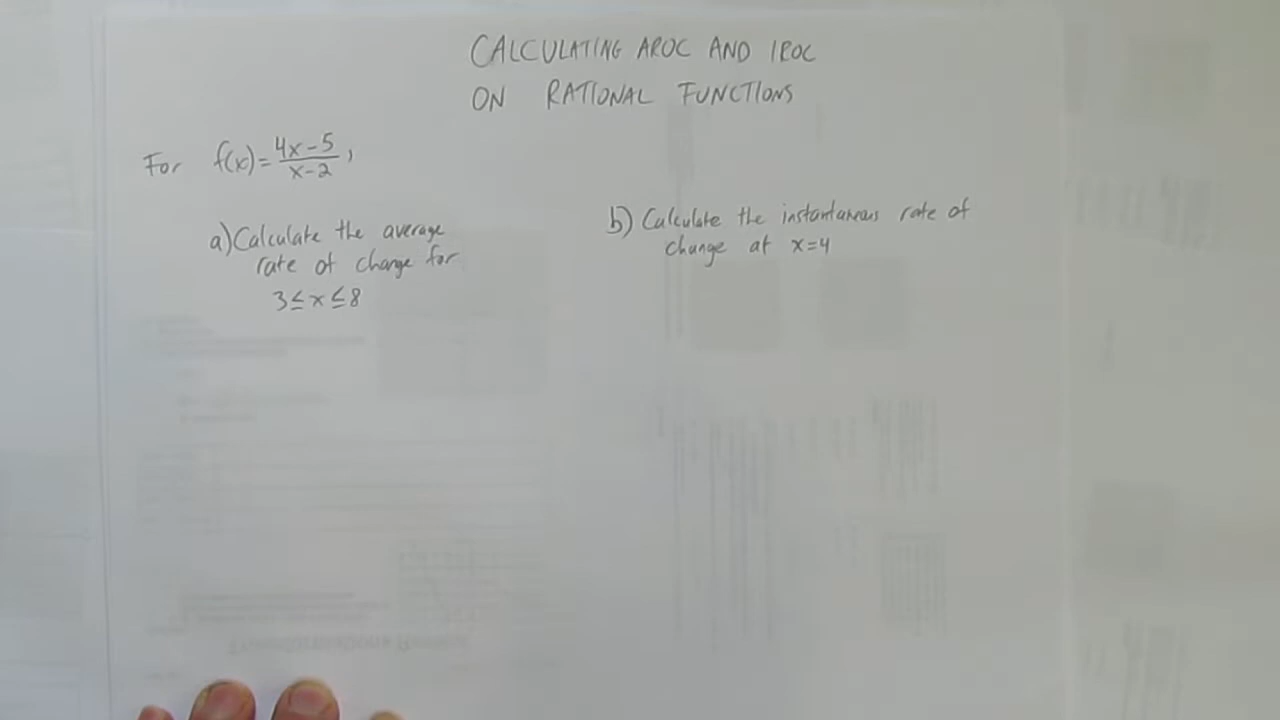 CALCULATING AROC AND IROC
ON RATIONAL FUNCTIONS
For f(x) = \frac{4x-5}{x-2},
a) Calculate the average
rate of change for
3 ≤ x ≤ 8
b) Calculate the instantaneous rate of
change at x=4